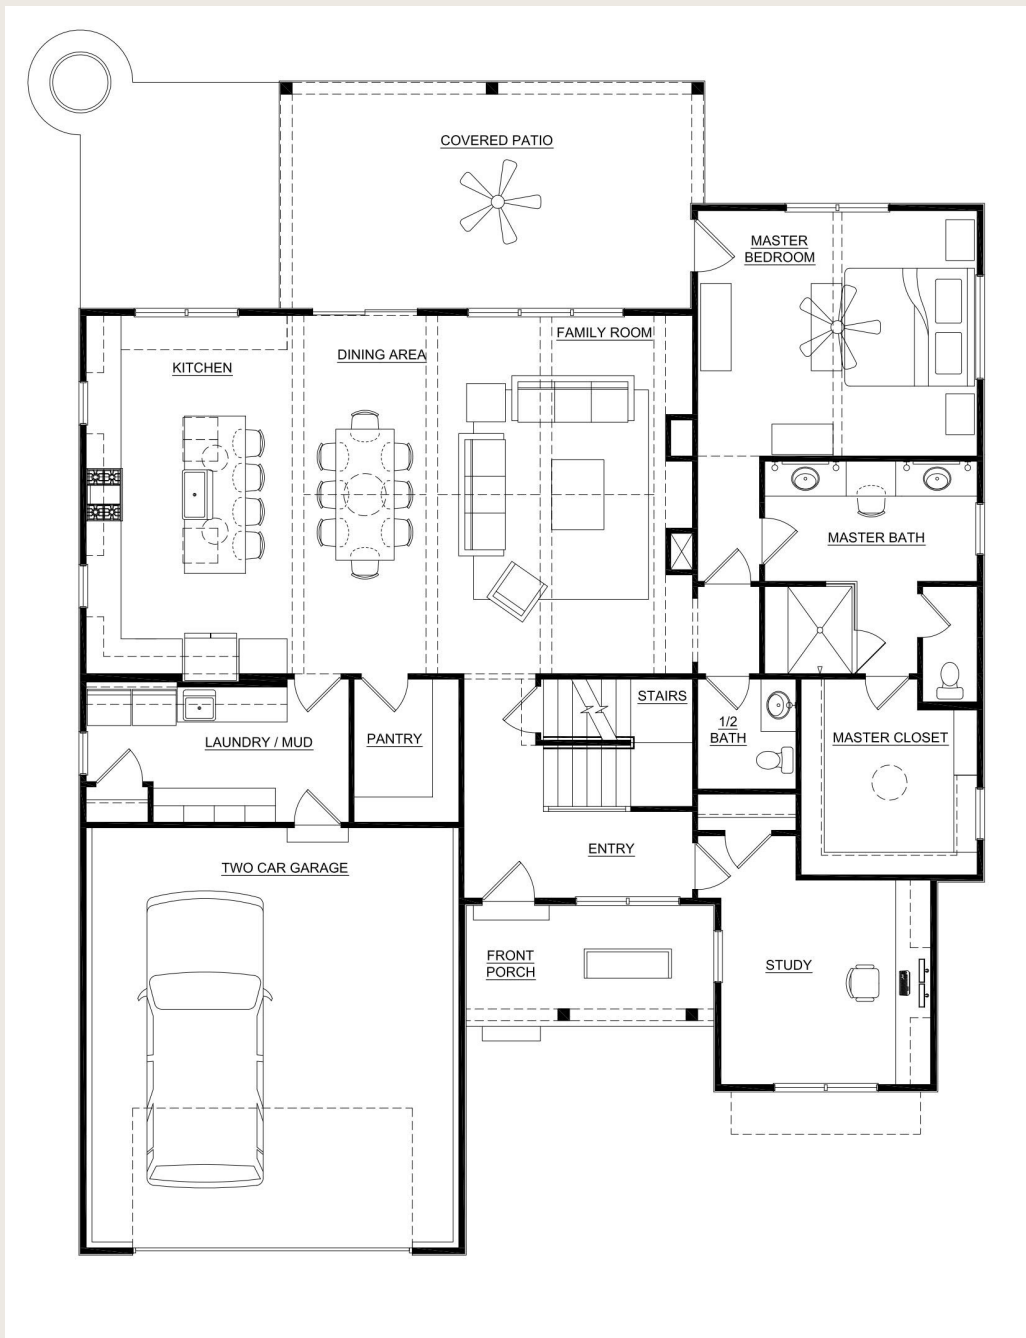 COVERED PATIO
MASTER
BEDROOM
FAMILY ROOM
DINING AREA
KITCHEN
MASTER BATH
STAIRS
1/2
BATH
LAUNDRY / MUD
PANTRY
MASTER CLOSET
ENTRY
TWO CAR GARAGE
FRONT
PORCH
STUDY